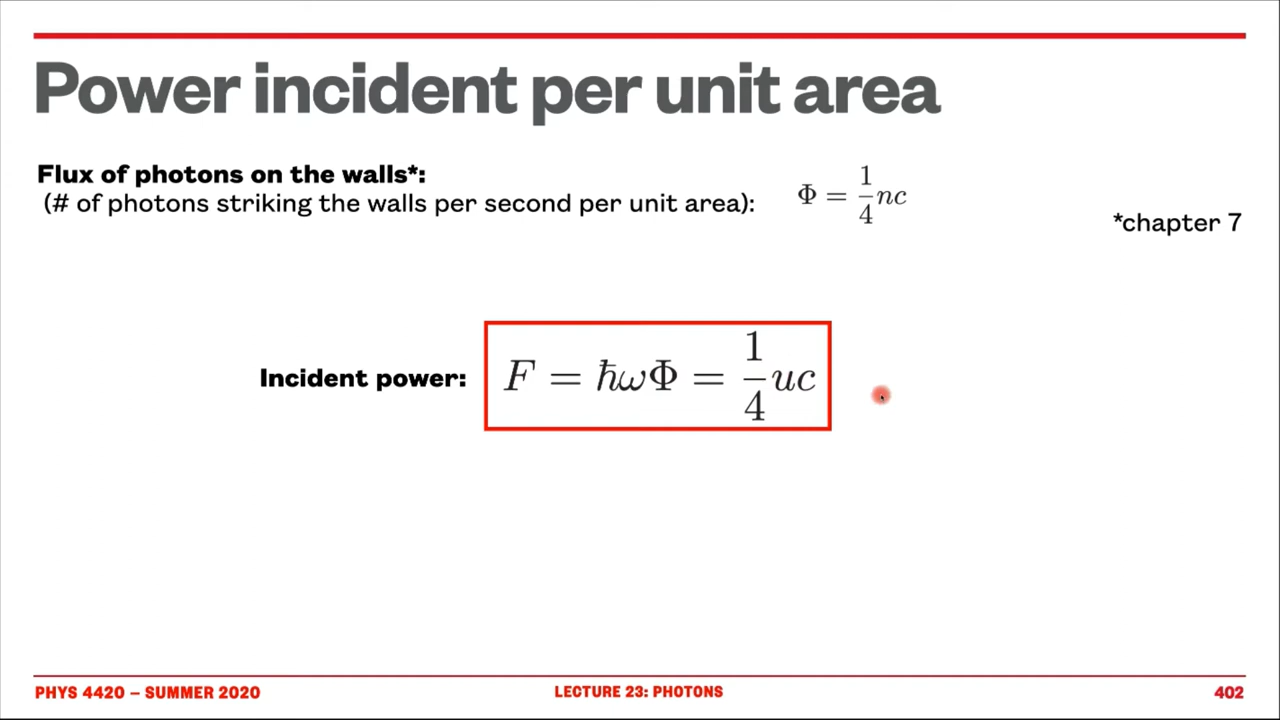 Power incident per unit area
Flux of photons on the walls*:
(# of photons striking the walls per second per unit area):
Φ = 1/4 nc
*chapter 7
Incident power:
F = ħωΦ = 1/4 uc
PHYS 4420 – SUMMER 2020
LECTURE 23: PHOTONS
402